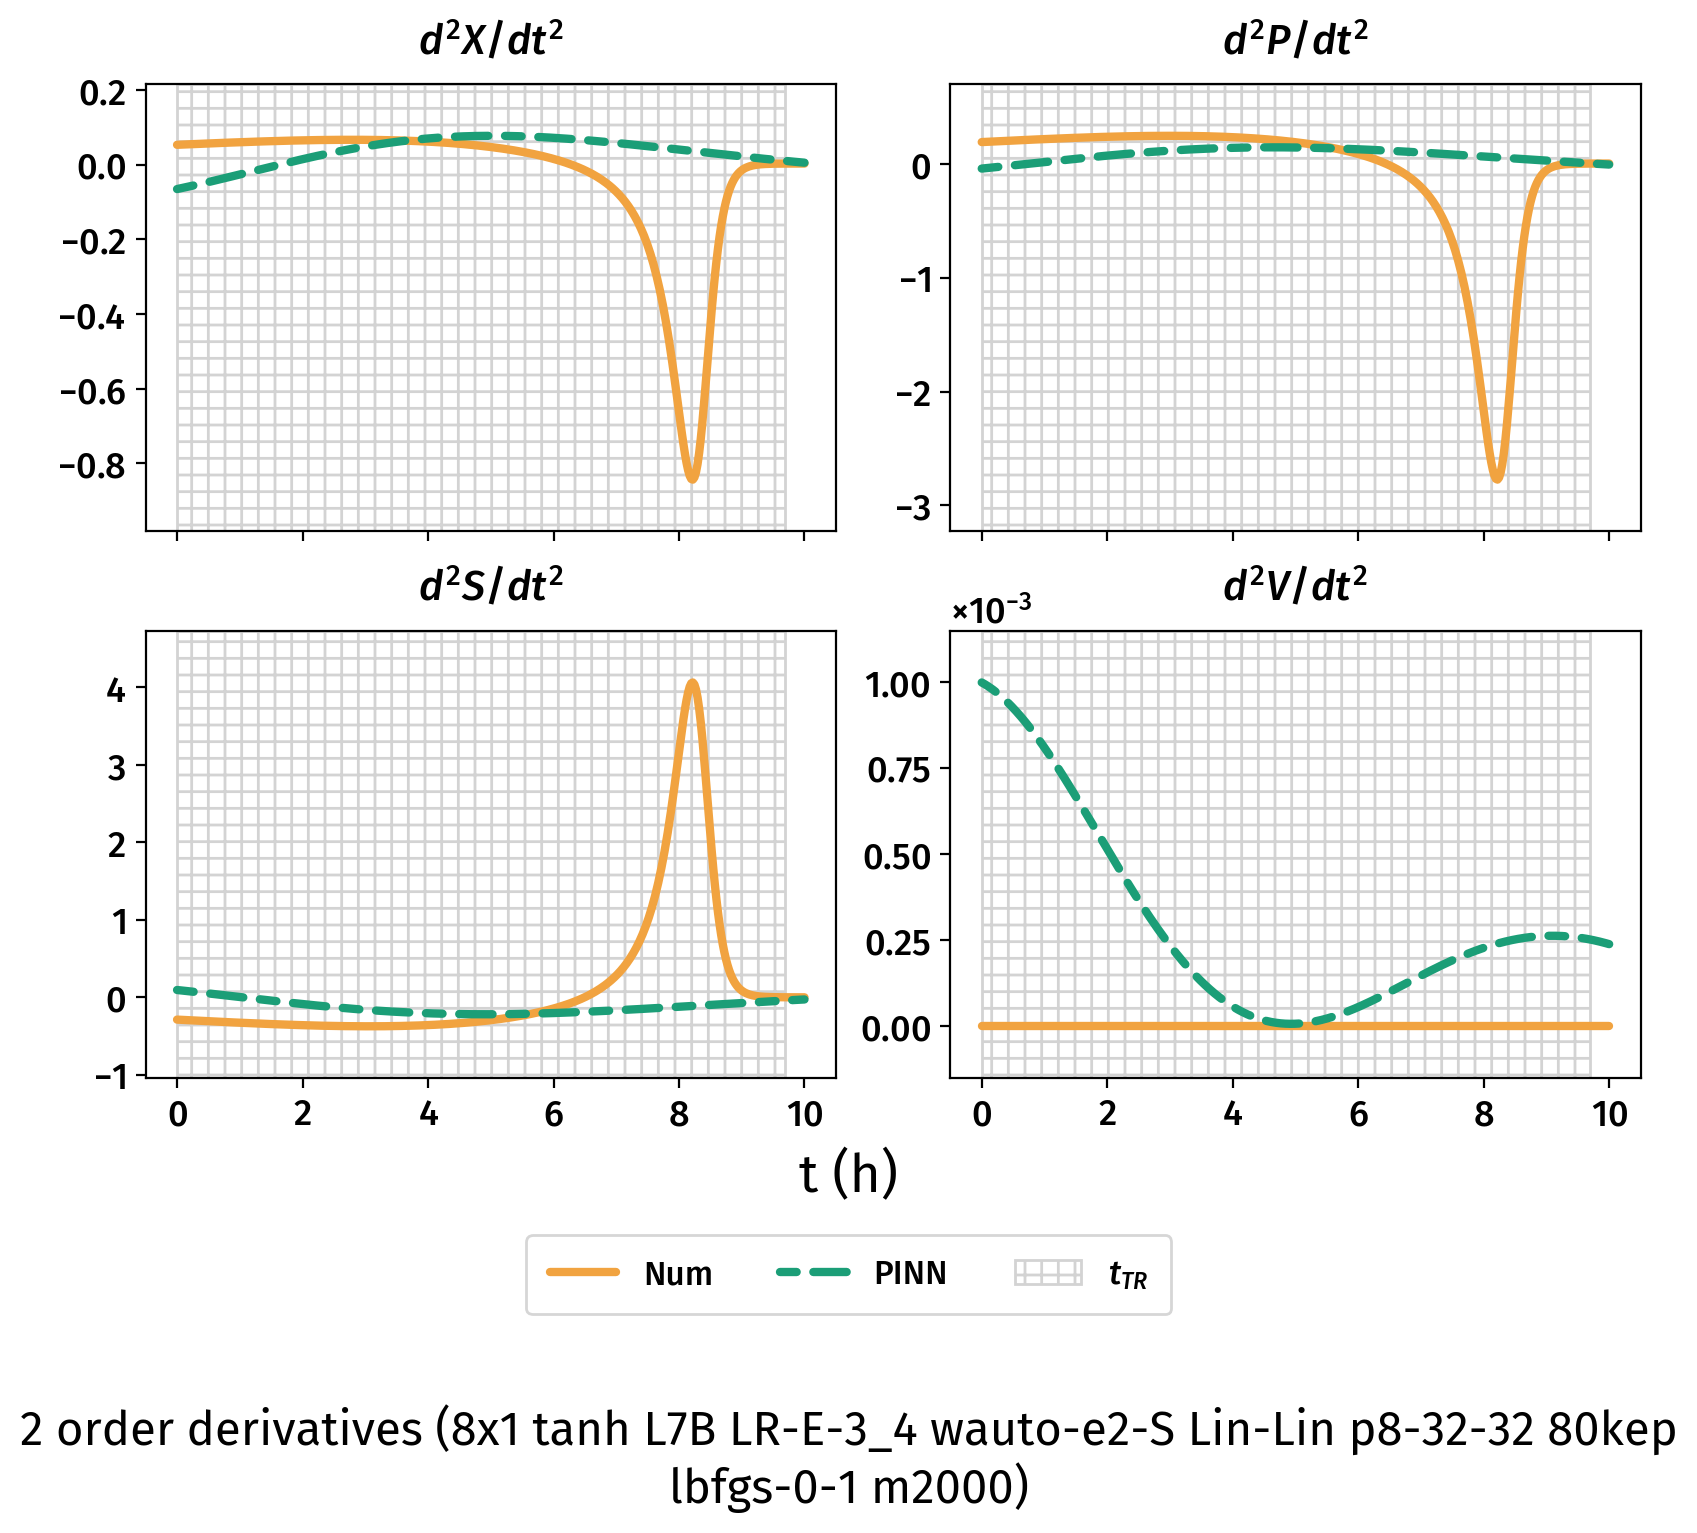 d²X/dt²
d²P/dt²
0.2
0.0
−0.2
−0.4
−0.6
−0.8
0
−1
−2
−3
d²S/dt²
d²V/dt²
×10⁻³
4
3
2
1
0
−1
1.00
0.75
0.50
0.25
0.00
0 2 4 6 8 10
0 2 4 6 8 10
t (h)
Num PINN t_TR
2 order derivatives (8x1 tanh L7B LR-E-3_4 wauto-e2-S Lin-Lin p8-32-32 80kep
lbfgs-0-1 m2000)